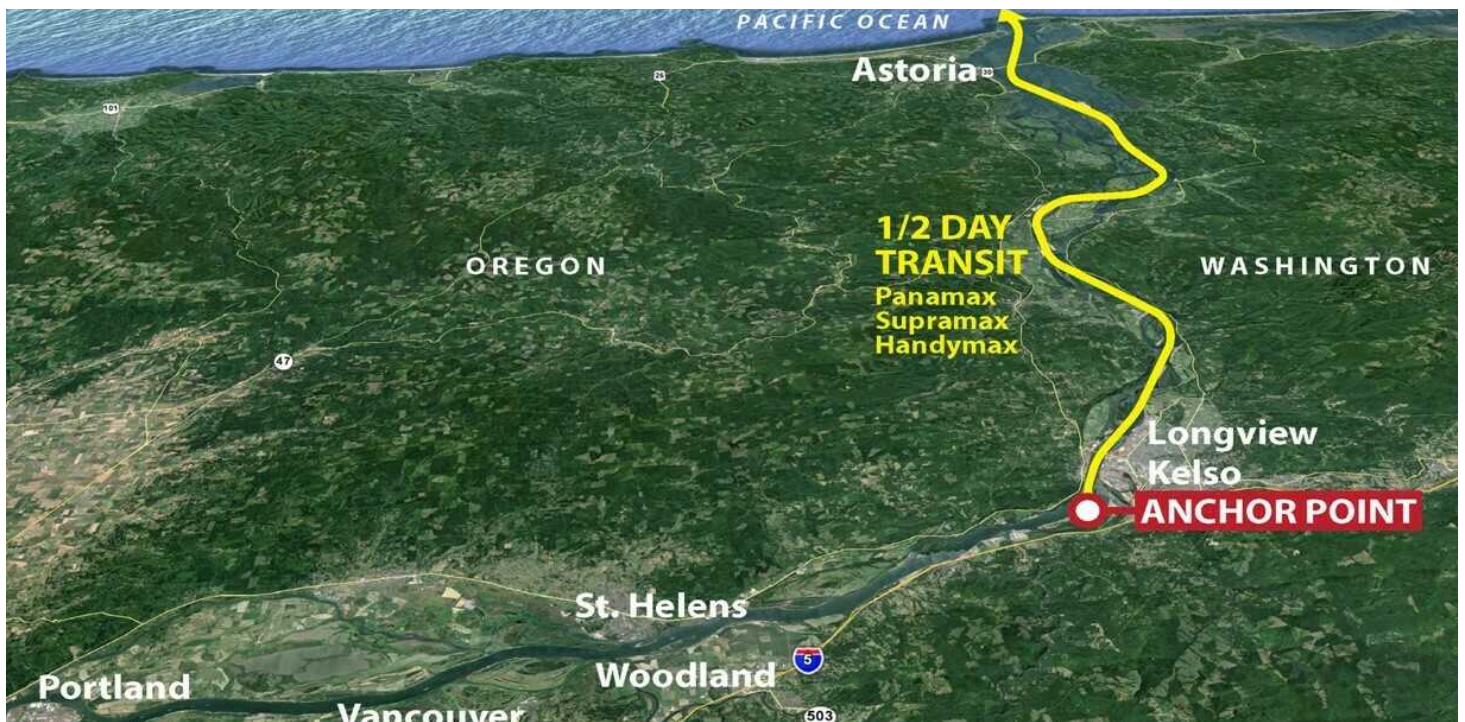 PACIFIC OCEAN
Astoria
30
26
101
1/2 DAY
TRANSIT
Panamax
Supramax
Handymax
OREGON
WASHINGTON
47
Longview
Kelso
ANCHOR POINT
St. Helens
Woodland
5
Portland
Vancouver
503